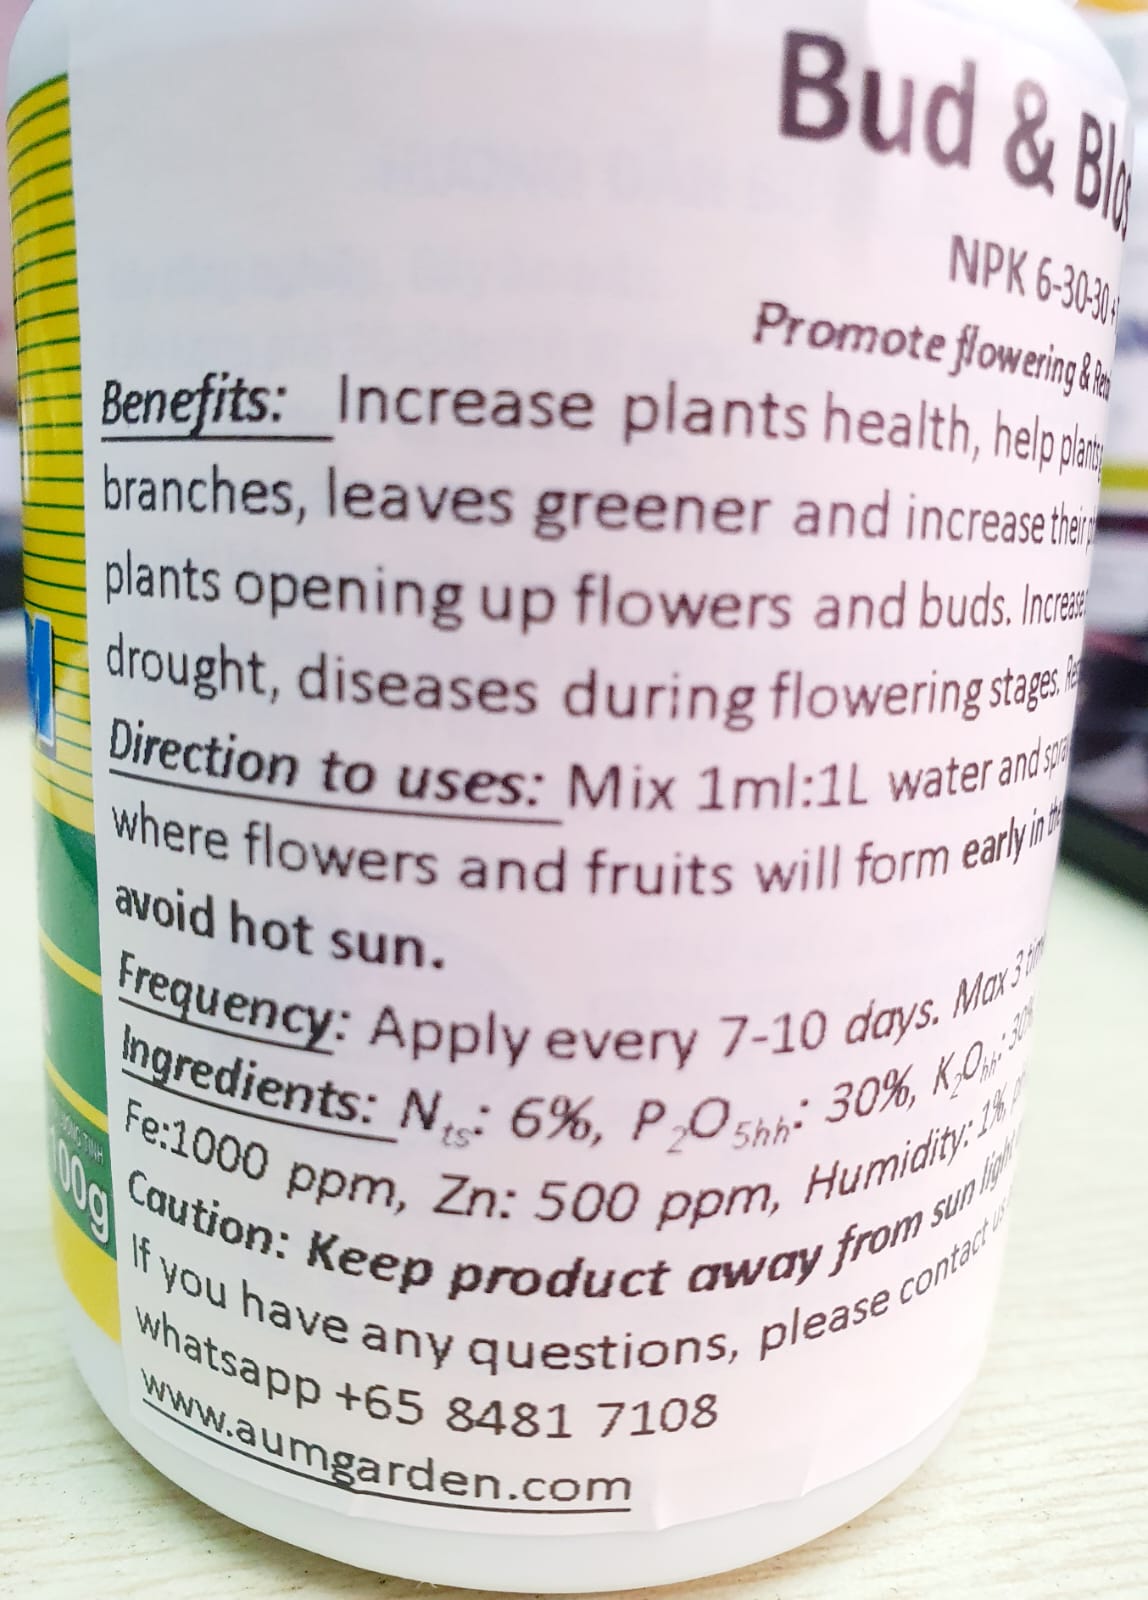 Bud &
NPK 6-30-30 +
Promote flowering &
Benefits: Increase plants health, help plants
branches, leaves greener and increase their
plants opening up flowers and buds. Increase
drought, diseases during flowering stages.
Direction to uses: Mix 1ml:1L water and
where flowers and fruits will form early in the
avoid hot sun.
Frequency: Apply every 7-10 days. Max 3
Ingredients: Nts: 6%, P2O5hh: 30%, K2Ohh: 30%
Fe:1000 ppm, Zn: 500 ppm, Humidity: 1%,
Caution: Keep product away from sun light
If you have any questions, please contact us
whatsapp +65 8481 7108
www.aumgarden.com
100g